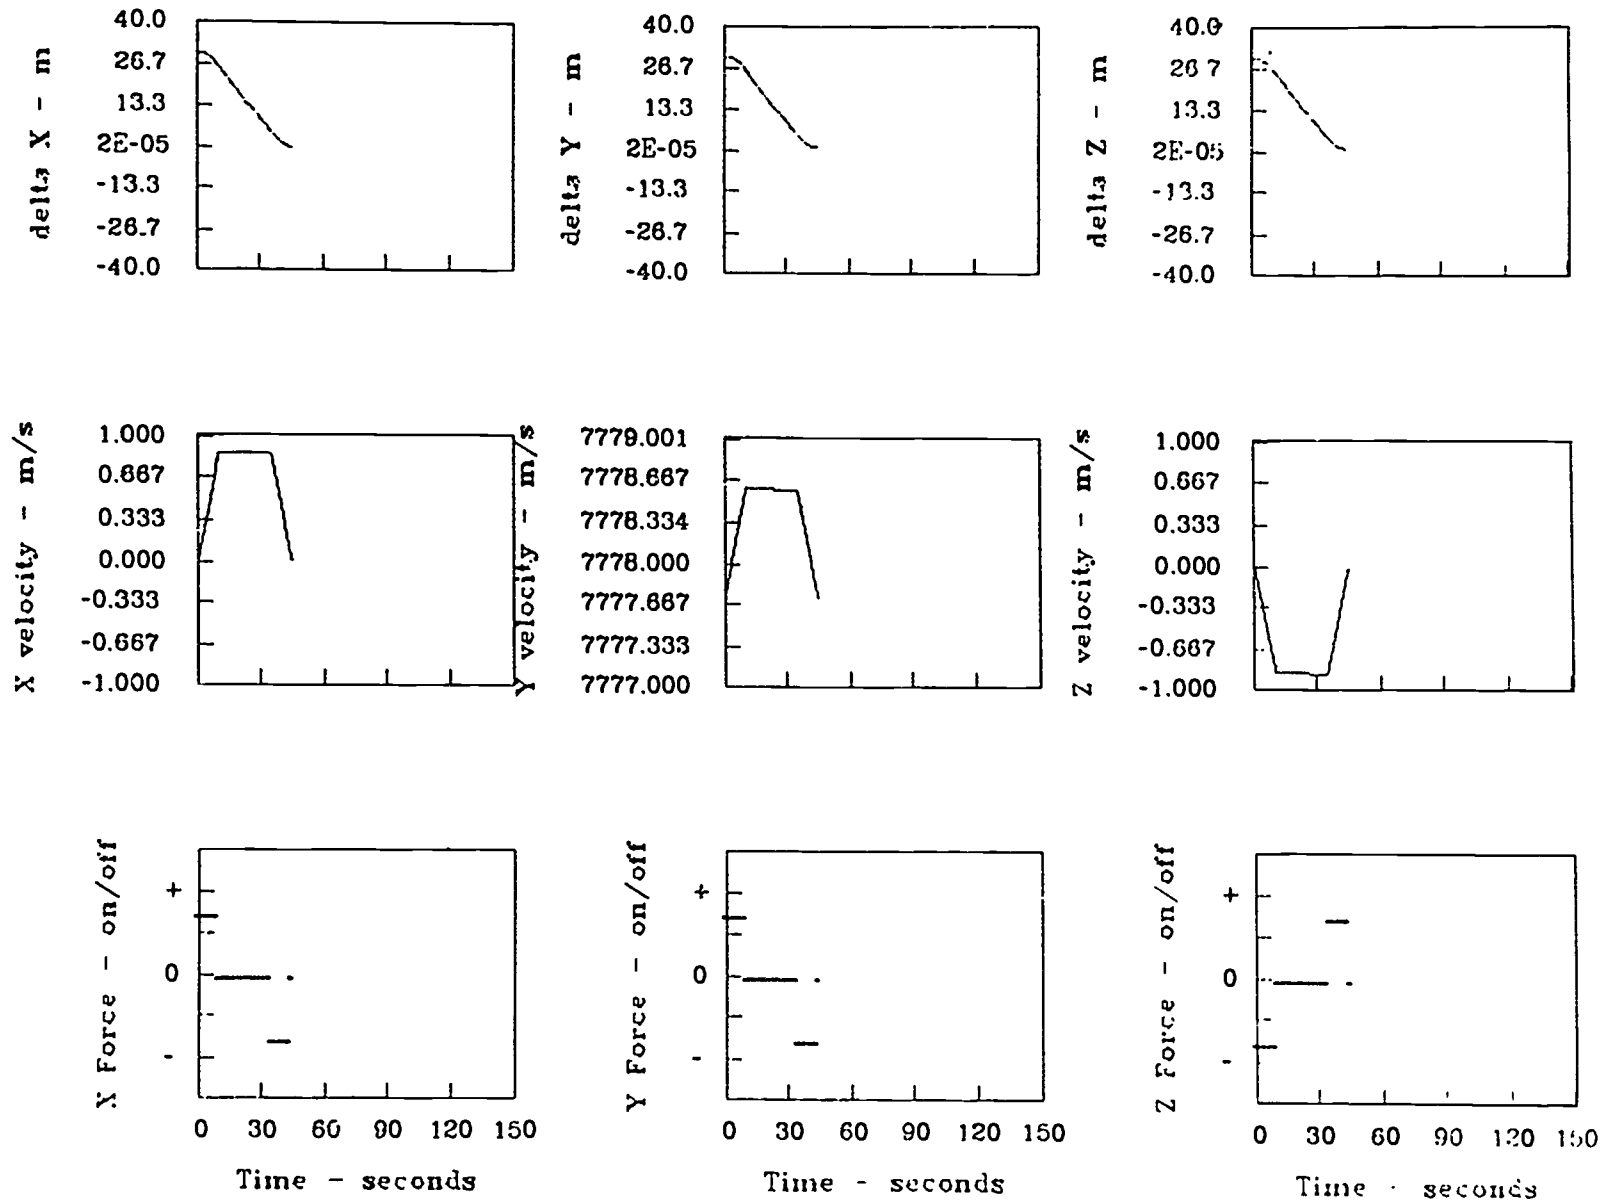 delta X - m
40.0
26.7
13.3
2E-05
-13.3
-26.7
-40.0
delta Y - m
40.0
26.7
13.3
2E-05
-13.3
-26.7
-40.0
delta Z - m
40.0
26.7
13.3
2E-05
-13.3
-26.7
-40.0
X velocity - m/s
1.000
0.667
0.333
0.000
-0.333
-0.667
-1.000
Y velocity - m/s
7779.001
7778.667
7778.334
7778.000
7777.667
7777.333
7777.000
Z velocity - m/s
1.000
0.667
0.333
0.000
-0.333
-0.667
-1.000
X Force - on/off
+
0
-
0 30 60 90 120 150
Time - seconds
Y Force - on/off
+
0
-
0 30 60 90 120 150
Time - seconds
Z Force - on/off
+
0
-
0 30 60 90 120 150
Time - seconds